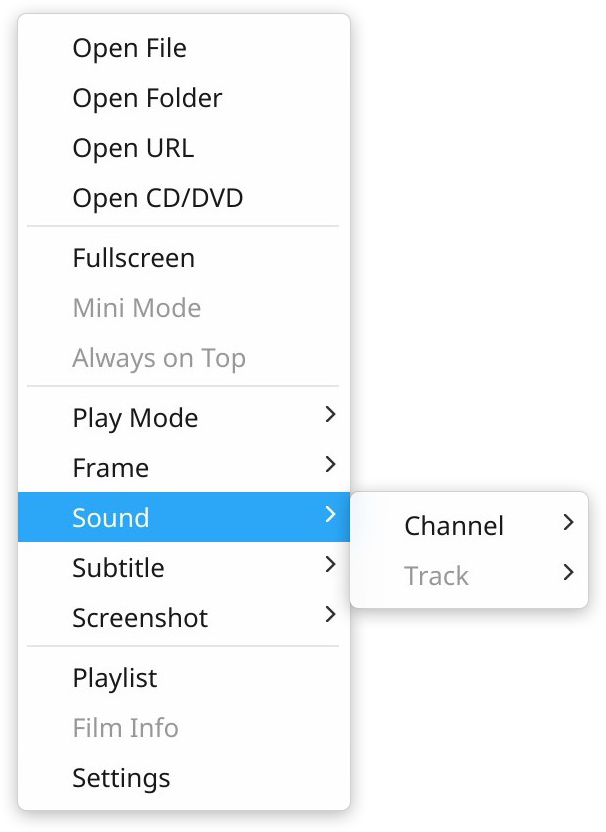 Open File
Open Folder
Open URL
Open CD/DVD
Fullscreen
Mini Mode
Always on Top
Play Mode
Frame
Sound
Subtitle
Screenshot
Playlist
Film Info
Settings
Channel
Track